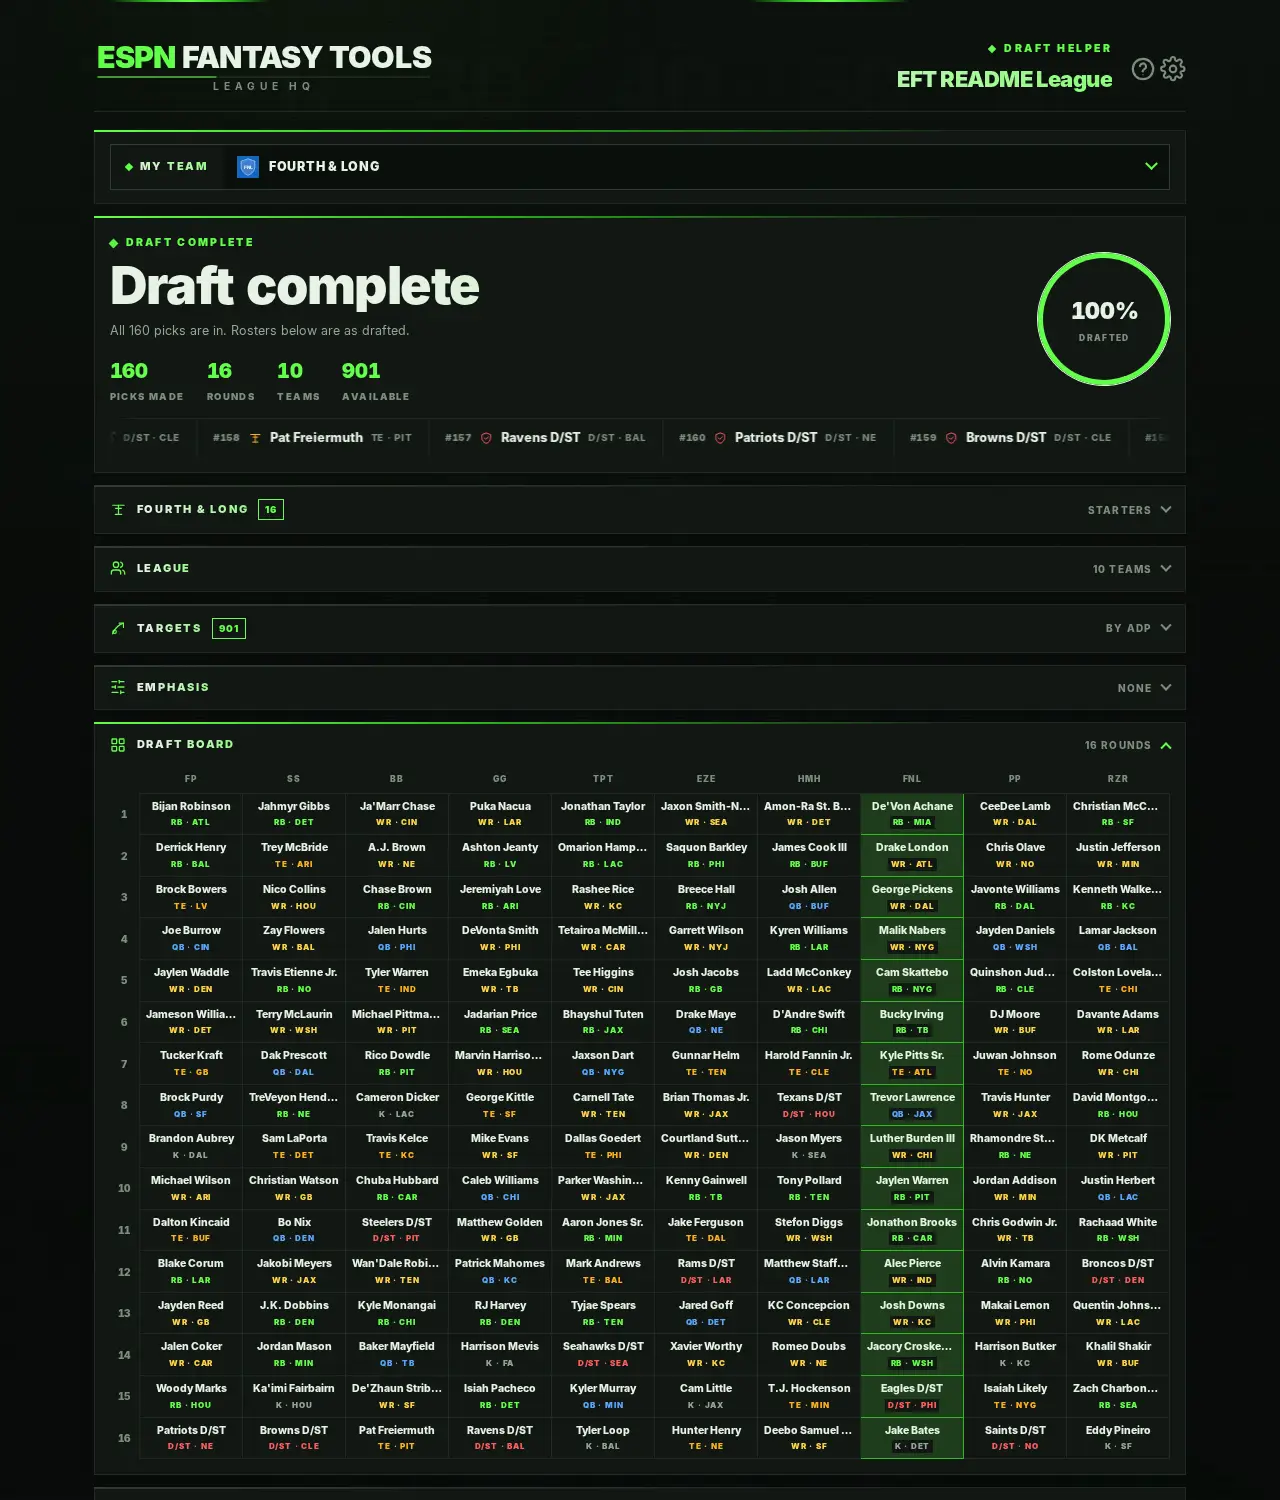 ESPN FANTASY TOOLS
LEAGUE HQ
DRAFT HELPER
EFT README League
MY TEAM FNL FOURTH & LONG
DRAFT COMPLETE
Draft complete
All 160 picks are in. Rosters below are as drafted.
160 16 10 901
PICKS MADE ROUNDS TEAMS AVAILABLE
100%
DRAFTED
D/ST · CLE #158 Pat Freiermuth TE · PIT #157 Ravens D/ST D/ST · BAL #160 Patriots D/ST D/ST · NE #159 Browns D/ST D/ST · CLE
FOURTH & LONG 16 STARTERS
LEAGUE 10 TEAMS
TARGETS 901 BY ADP
EMPHASIS NONE
DRAFT BOARD 16 ROUNDS
FP SS BB GG TPT EZE HMH FNL PP RZR
1 Bijan Robinson Jahmyr Gibbs Ja'Marr Chase Puka Nacua Jonathan Taylor Jaxon Smith-N... Amon-Ra St. B... De'Von Achane CeeDee Lamb Christian McC...
RB · ATL RB · DET WR · CIN WR · LAR RB · IND WR · SEA WR · DET RB · MIA WR · DAL RB · SF
2 Derrick Henry Trey McBride A.J. Brown Ashton Jeanty Omarion Hamp... Saquon Barkley James Cook III Drake London Chris Olave Justin Jefferson
RB · BAL TE · ARI WR · NE RB · LV RB · LAC RB · PHI RB · BUF WR · ATL WR · NO WR · MIN
3 Brock Bowers Nico Collins Chase Brown Jeremiyah Love Rashee Rice Breece Hall Josh Allen George Pickens Javonte Williams Kenneth Walke...
TE · LV WR · HOU RB · CIN RB · ARI WR · KC RB · NYJ QB · BUF WR · DAL RB · DAL RB · KC
4 Joe Burrow Zay Flowers Jalen Hurts DeVonta Smith Tetairoa McMill... Garrett Wilson Kyren Williams Malik Nabers Jayden Daniels Lamar Jackson
QB · CIN WR · BAL QB · PHI WR · PHI WR · CAR WR · NYJ RB · LAR WR · NYG QB · WSH QB · BAL
5 Jaylen Waddle Travis Etienne Jr. Tyler Warren Emeka Egbuka Tee Higgins Josh Jacobs Ladd McConkey Cam Skattebo Quinshon Jud... Colston Lovela...
WR · DEN RB · NO TE · IND WR · TB WR · CIN RB · GB WR · LAC RB · NYG RB · CLE TE · CHI
6 Jameson Willia... Terry McLaurin Michael Pittma... Jadarian Price Bhayshul Tuten Drake Maye D'Andre Swift Bucky Irving DJ Moore Davante Adams
WR · DET WR · WSH WR · PIT RB · SEA RB · JAX QB · NE RB · CHI RB · TB WR · BUF WR · LAR
7 Tucker Kraft Dak Prescott Rico Dowdle Marvin Harriso... Jaxson Dart Gunnar Helm Harold Fannin Jr. Kyle Pitts Sr. Juwan Johnson Rome Odunze
TE · GB QB · DAL RB · PIT WR · HOU QB · NYG TE · TEN TE · CLE TE · ATL TE · NO WR · CHI
8 Brock Purdy TreVeyon Hend... Cameron Dicker George Kittle Carnell Tate Brian Thomas Jr. Texans D/ST Trevor Lawrence Travis Hunter David Montgo...
QB · SF RB · NE K · LAC TE · SF WR · TEN WR · JAX D/ST · HOU QB · JAX WR · JAX RB · HOU
9 Brandon Aubrey Sam LaPorta Travis Kelce Mike Evans Dallas Goedert Courtland Sutt... Jason Myers Luther Burden III Rhamondre St... DK Metcalf
K · DAL TE · DET TE · KC WR · SF TE · PHI WR · DEN K · SEA WR · CHI RB · NE WR · PIT
10 Michael Wilson Christian Watson Chuba Hubbard Caleb Williams Parker Washin... Kenny Gainwell Tony Pollard Jaylen Warren Jordan Addison Justin Herbert
WR · ARI WR · GB RB · CAR QB · CHI WR · JAX RB · TB RB · TEN RB · PIT WR · MIN QB · LAC
11 Dalton Kincaid Bo Nix Steelers D/ST Matthew Golden Aaron Jones Sr. Jake Ferguson Stefon Diggs Jonathon Brooks Chris Godwin Jr. Rachaad White
TE · BUF QB · DEN D/ST · PIT WR · GB RB · MIN TE · DAL WR · WSH RB · CAR WR · TB RB · WSH
12 Blake Corum Jakobi Meyers Wan'Dale Robi... Patrick Mahomes Mark Andrews Rams D/ST Matthew Staff... Alec Pierce Alvin Kamara Broncos D/ST
RB · LAR WR · JAX WR · TEN QB · KC TE · BAL D/ST · LAR QB · LAR WR · IND RB · NO D/ST · DEN
13 Jayden Reed J.K. Dobbins Kyle Monangai RJ Harvey Tyjae Spears Jared Goff KC Concepcion Josh Downs Makai Lemon Quentin Johns...
WR · GB RB · DEN RB · CHI RB · DEN RB · TEN QB · DET WR · CLE WR · KC WR · PHI WR · LAC
14 Jalen Coker Jordan Mason Baker Mayfield Harrison Mevis Seahawks D/ST Xavier Worthy Romeo Doubs Jacory Croske... Harrison Butker Khalil Shakir
WR · CAR RB · MIN QB · TB K · FA D/ST · SEA WR · KC WR · NE RB · WSH K · KC WR · BUF
15 Woody Marks Ka'imi Fairbairn De'Zhaun Strib... Isiah Pacheco Kyler Murray Cam Little T.J. Hockenson Eagles D/ST Isaiah Likely Zach Charbon...
RB · HOU K · HOU WR · SF RB · DET QB · MIN K · JAX TE · MIN D/ST · PHI TE · NYG RB · SEA
16 Patriots D/ST Browns D/ST Pat Freiermuth Ravens D/ST Tyler Loop Hunter Henry Deebo Samuel ... Jake Bates Saints D/ST Eddy Pineiro
D/ST · NE D/ST · CLE TE · PIT D/ST · BAL K · BAL TE · NE WR · SF K · DET D/ST · NO K · SF